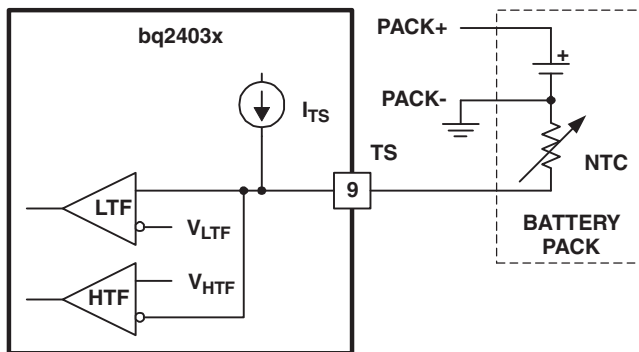 bq2403x
PACK+
+
PACK-
I_TS
TS
NTC
9
LTF
V_LTF
BATTERY
PACK
HTF
V_HTF